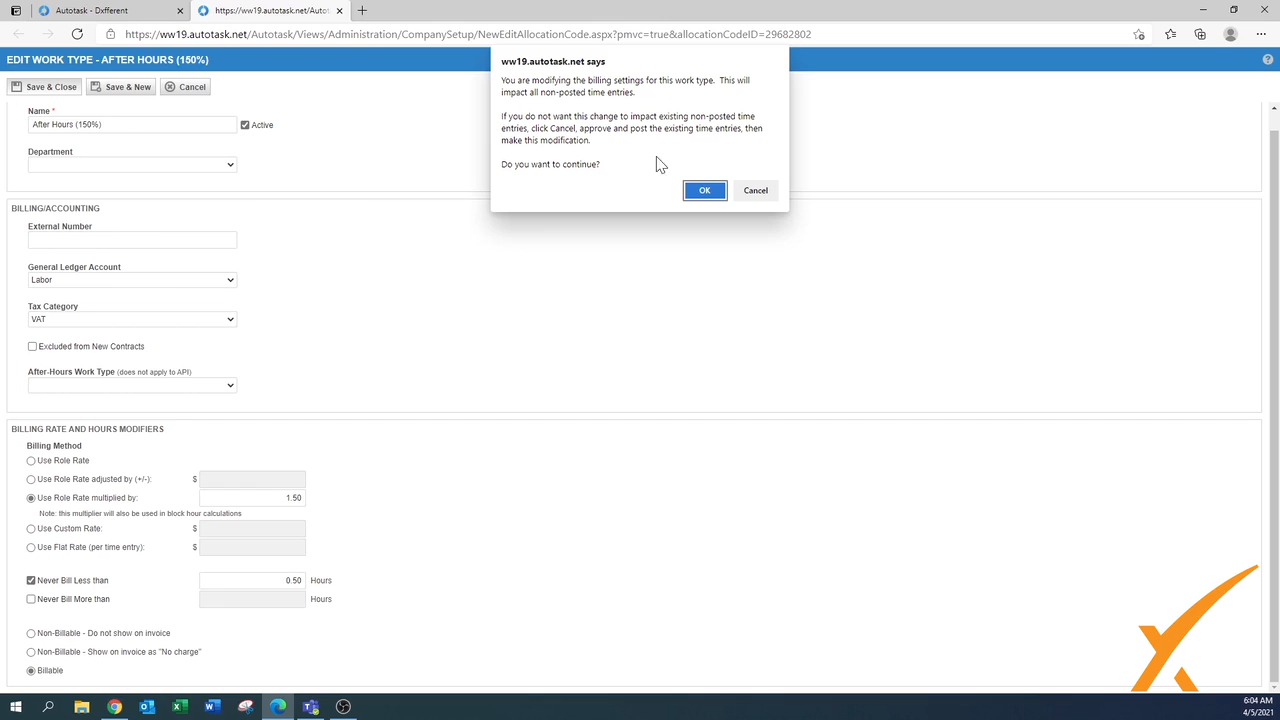 Autotask - Dxfferent
https://ww19.autotask.net/Autot
https://ww19.autotask.net/Autotask/Views/Administration/CompanySetup/NewEditAllocationCode.aspx?pmvc=true&allocationCodeID=29682802
EDIT WORK TYPE - AFTER HOURS (150%)
Save & Close
Save & New
Cancel
ww19.autotask.net says
You are modifying the billing settings for this work type. This will
impact all non-posted time entries.
If you do not want this change to impact existing non-posted time
entries, click Cancel, approve and post the existing time entries, then
make this modification.
Do you want to continue?
OK
Cancel
Name *
After Hours (150%)
Active
Department
BILLING/ACCOUNTING
External Number
General Ledger Account
Labor
Tax Category
VAT
Excluded from New Contracts
After-Hours Work Type (does not apply to API)
BILLING RATE AND HOURS MODIFIERS
Billing Method
Use Role Rate
Use Role Rate adjusted by (+/-): $
Use Role Rate multiplied by: 1.50
Note: this multiplier will also be used in block hour calculations
Use Custom Rate: $
Use Flat Rate (per time entry): $
Never Bill Less than 0.50 Hours
Never Bill More than Hours
Non-Billable - Do not show on invoice
Non-Billable - Show on invoice as "No charge"
Billable
6:04 AM
4/5/2021